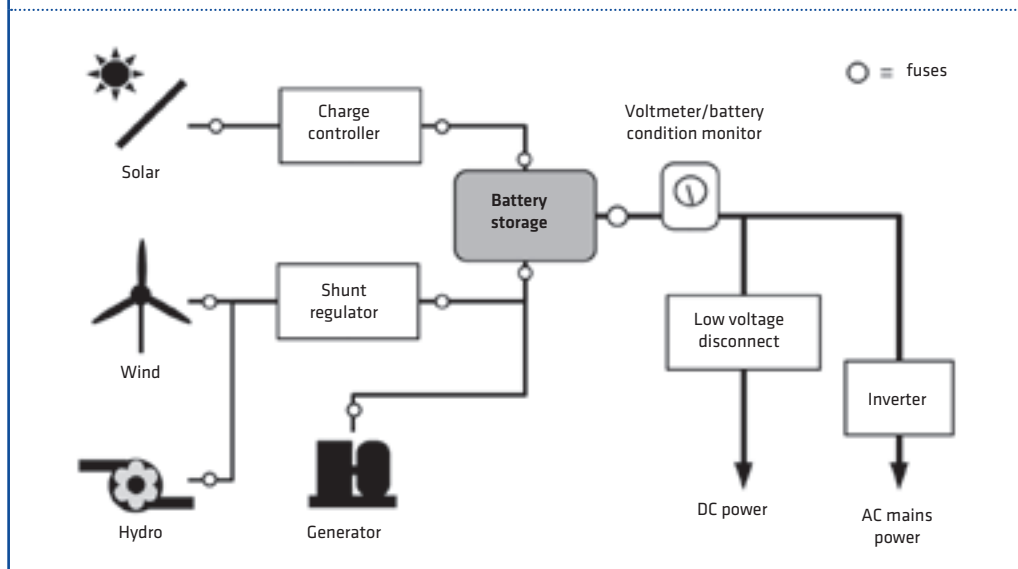 = fuses
Charge
controller
Voltmeter/battery
condition monitor
Solar
Battery
storage
Shunt
regulator
Low voltage
disconnect
Wind
Inverter
DC power
AC mains
power
Hydro
Generator